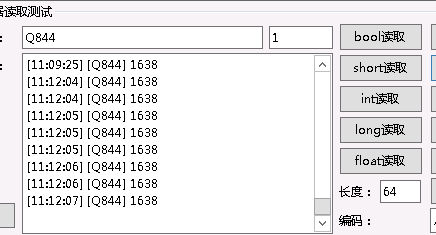 据读取测试
: Q844 1 bool读取
: [11:09:25] [Q844] 1638
[11:12:04] [Q844] 1638
[11:12:04] [Q844] 1638
[11:12:05] [Q844] 1638
[11:12:05] [Q844] 1638
[11:12:05] [Q844] 1638
[11:12:06] [Q844] 1638
[11:12:06] [Q844] 1638
[11:12:07] [Q844] 1638
short读取
int读取
long读取
float读取
长度： 64
编码：